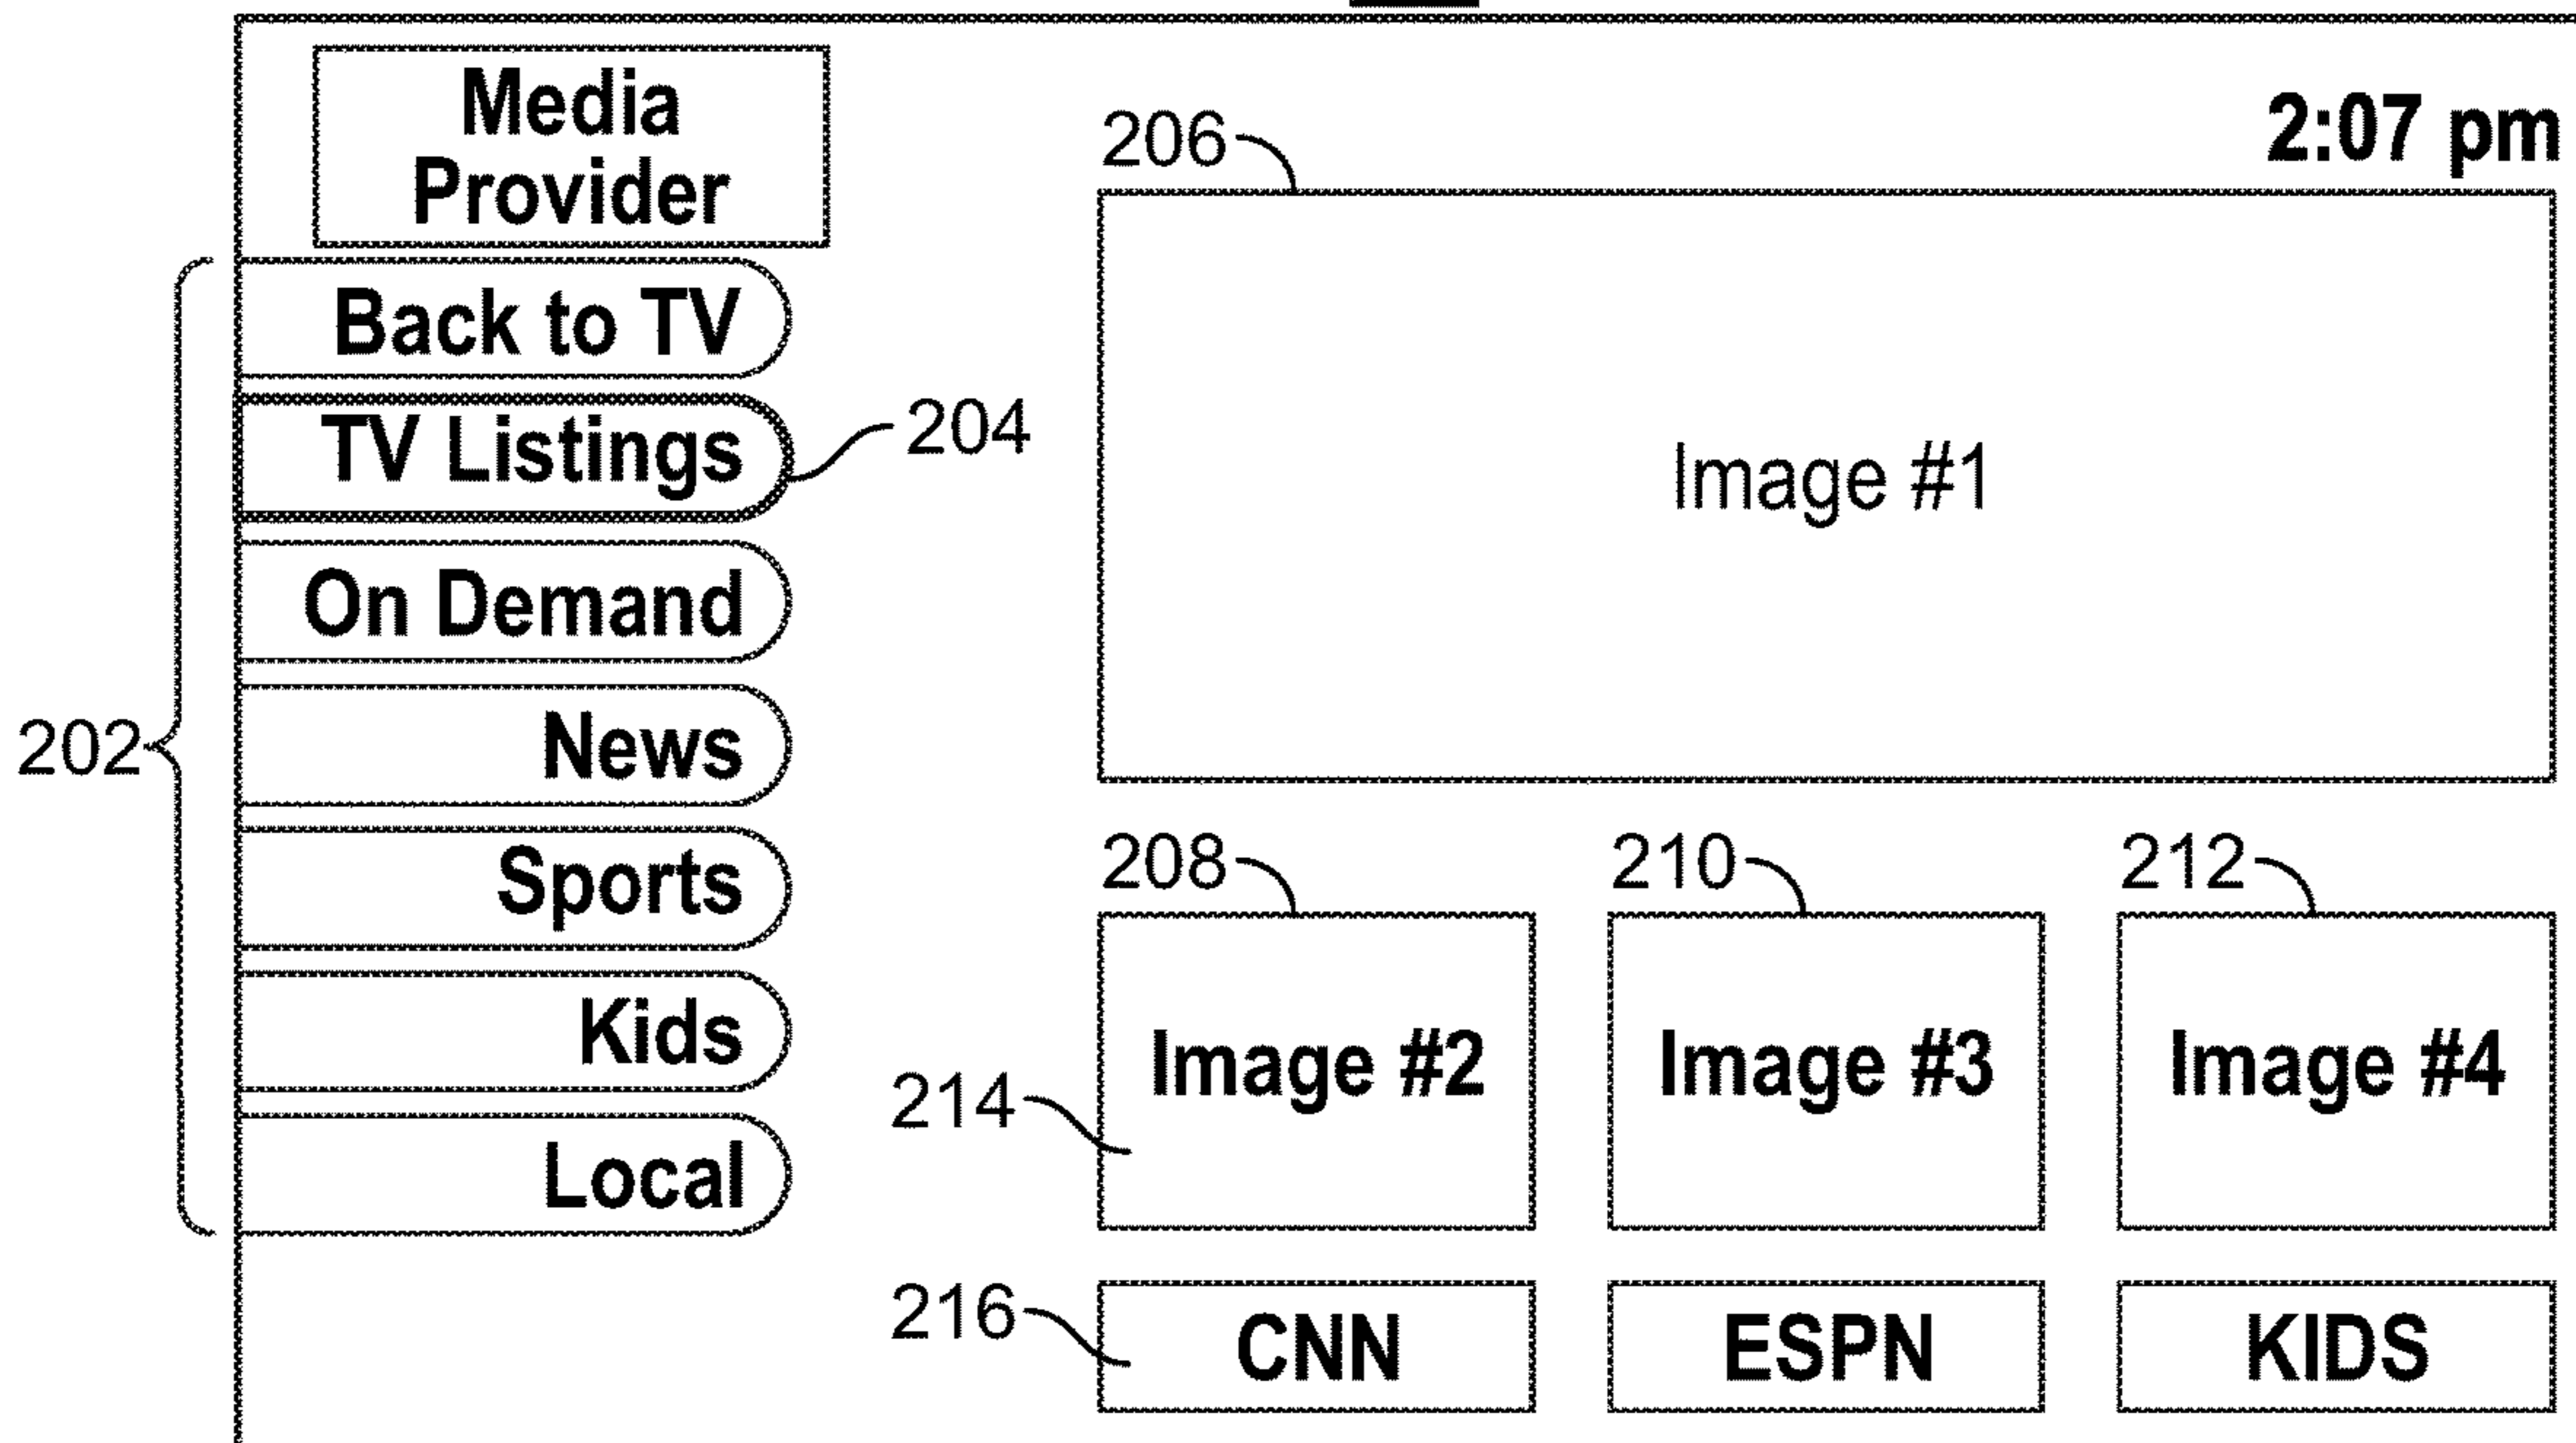 Media
Provider
2:07 pm
206
Back to TV
TV Listings
204
On Demand
News
Sports
Kids
Local
202
Image #1
208
210
212
Image #2
Image #3
Image #4
214
216
CNN
ESPN
KIDS